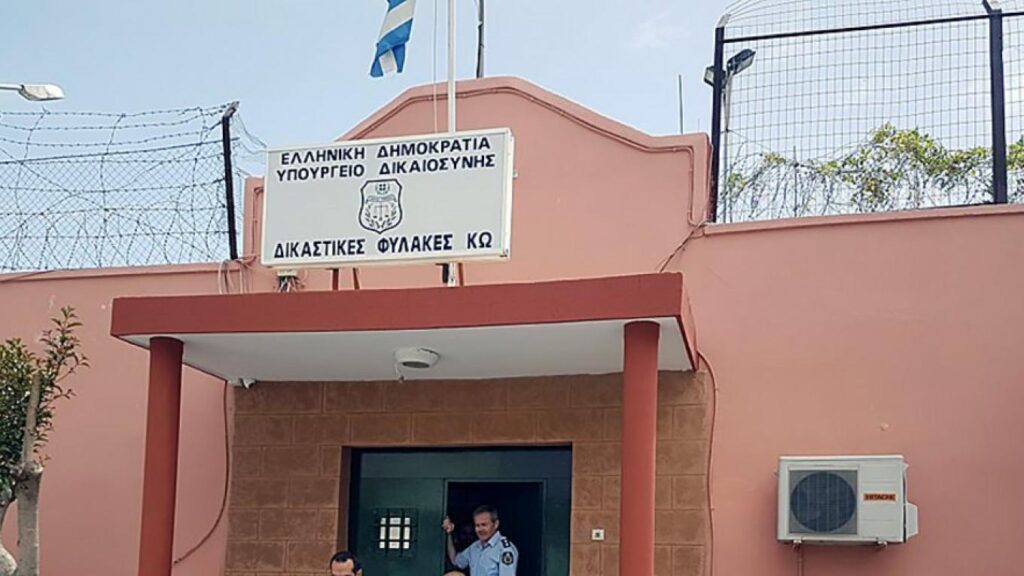 ΕΛΛΗΝΙΚΗ ΔΗΜΟΚΡΑΤΙΑ
ΥΠΟΥΡΓΕΙΟ ΔΙΚΑΙΟΣΥΝΗΣ
ΔΙΚΑΣΤΙΚΕΣ ΦΥΛΑΚΕΣ ΚΩ
HITACHI